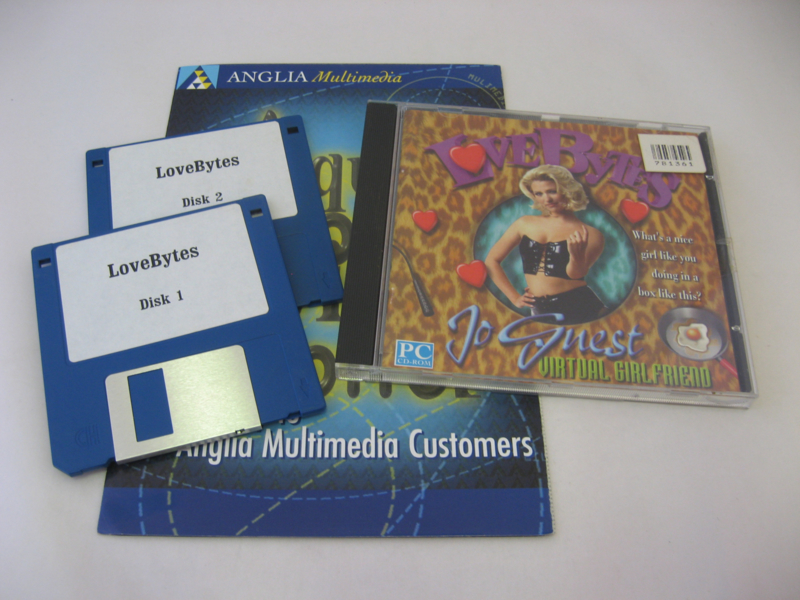 ANGLIA Multimedia
LoveBytes
Disk 2
LoveBytes
Disk 1
Anglia Multimedia Customers
LOVEBYTES
781361
What's a nice
girl like you
doing in a
box like this?
Jo Guest
VIRTUAL GIRLFRIEND
PC
CD-ROM